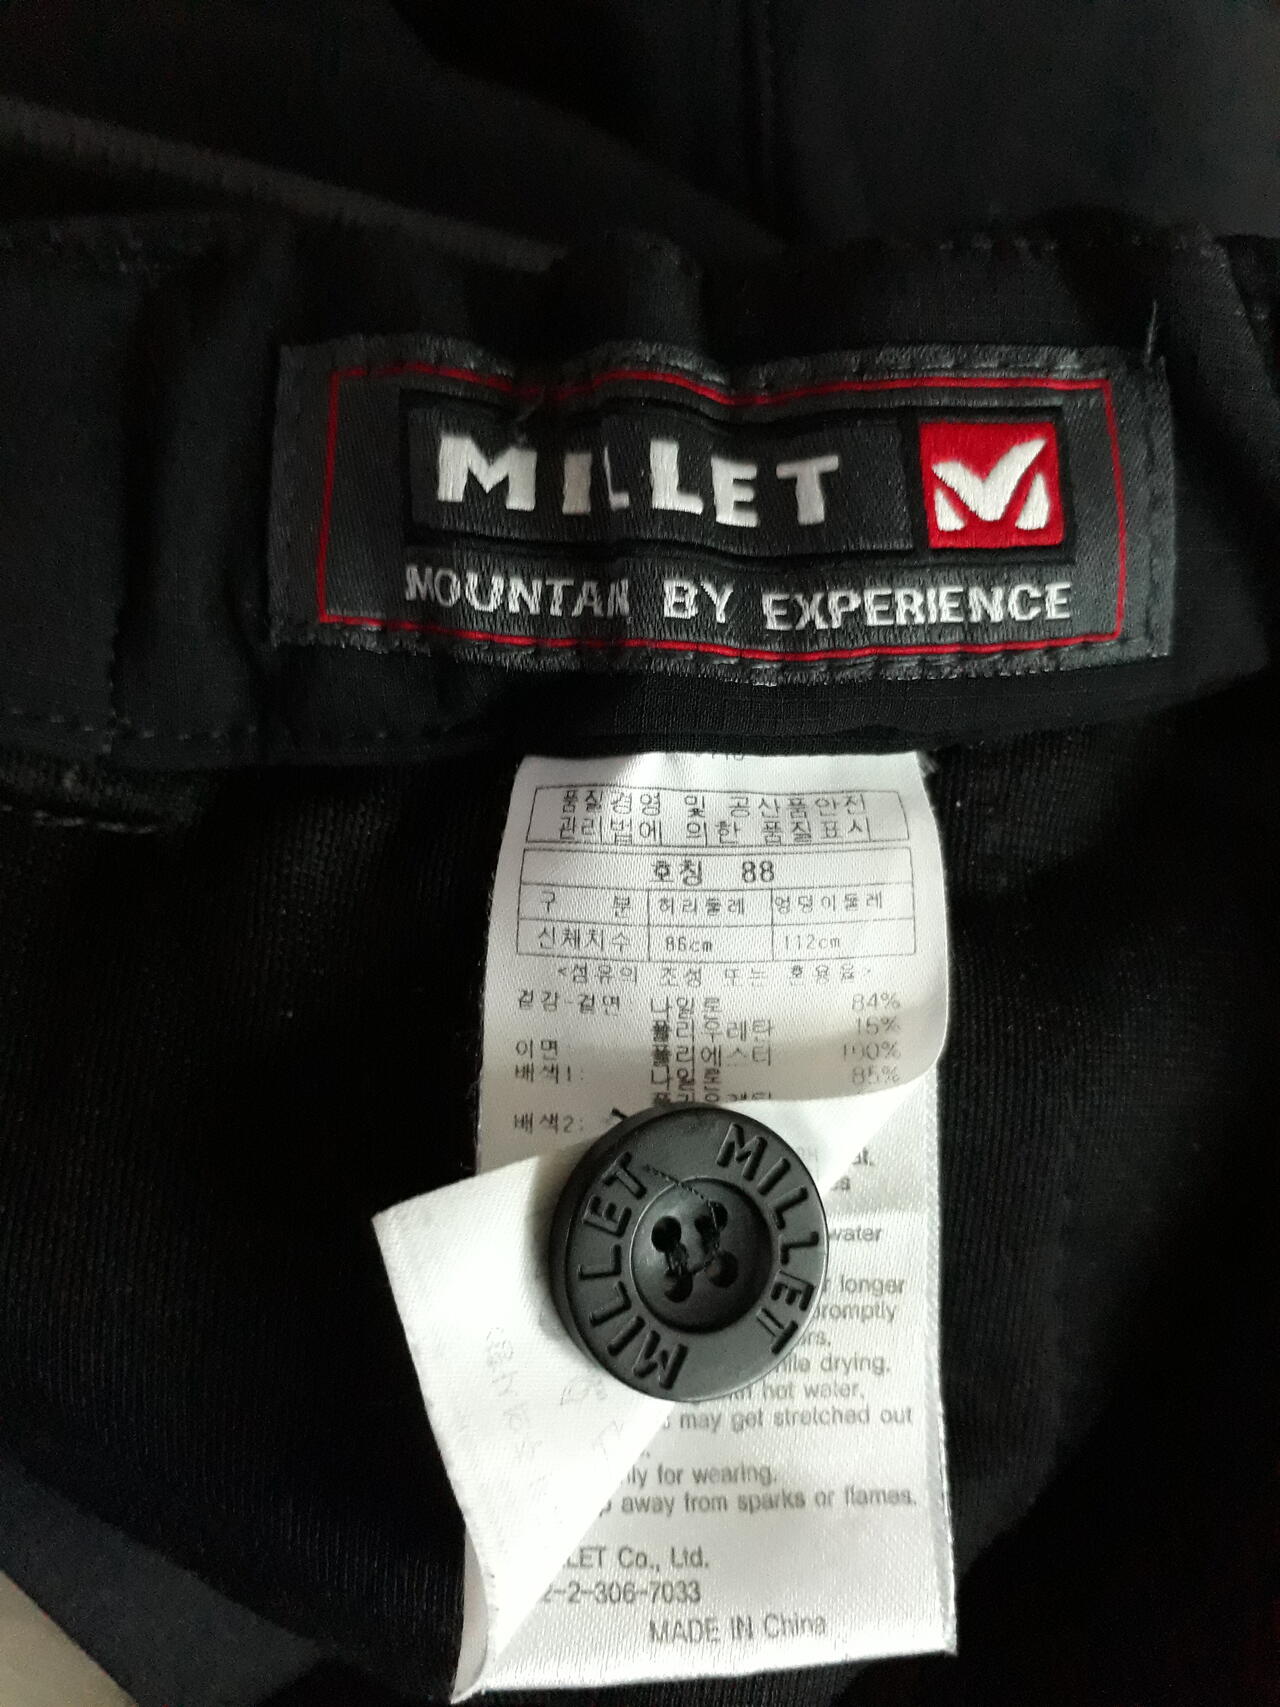 MILLET
MOUNTAIN BY EXPERIENCE
품질경영 및 공산품안전
관리법에 의한 품질표시
호칭 88
구 분 허리둘레 엉덩이둘레
신체치수 86cm 112cm
<섬유의 조성 또는 혼용율>
겉감-겉면 나일론 84%
폴리우레탄 15%
이면: 폴리에스터 100%
배색1: 나일론 85%
배색2:
MILLET MILLET
water
longer
promptly
drying.
hot water.
may get stretched out
for wearing.
away from sparks or flames.
Co., Ltd.
-2-306-7033
MADE IN China